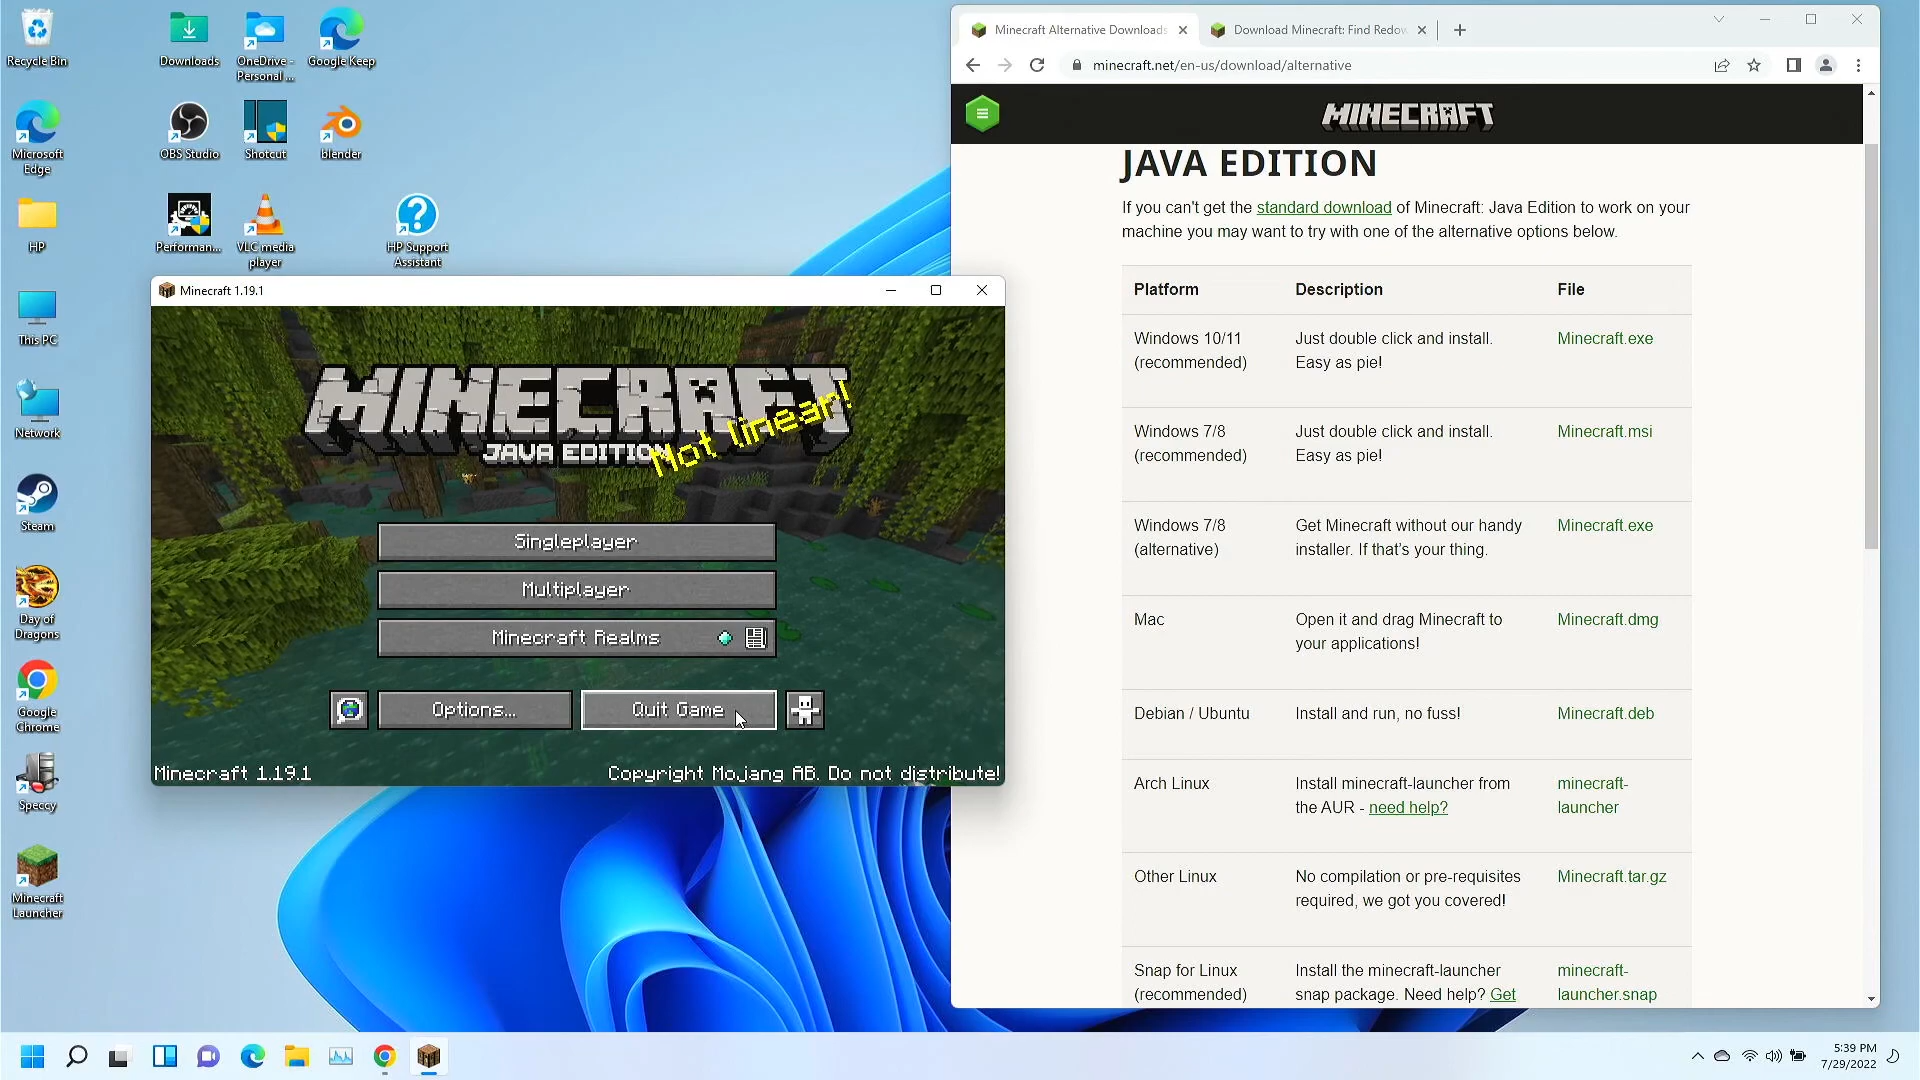 Recycle Bin
Downloads
OneDrive -
Personal ...
Google Keep
Microsoft
Edge
OBS Studio
Shotcut
blender
HP
Performan...
VLC media
player
HP Support
Assistant
This PC
Network
Steam
Day of
Dragons
Google
Chrome
Speccy
Minecraft
Launcher
Minecraft 1.19.1
MINECRAFT
JAVA EDITION
Not linear!
Singleplayer
Multiplayer
Minecraft Realms
Options...
Quit Game
Minecraft 1.19.1
Copyright Mojang AB. Do not distribute!
Minecraft Alternative Downloads
Download Minecraft: Find Redow
minecraft.net/en-us/download/alternative
MINECRAFT
JAVA EDITION
If you can't get the standard download of Minecraft: Java Edition to work on your
machine you may want to try with one of the alternative options below.
Platform Description File
Windows 10/11 Just double click and install. Minecraft.exe
(recommended) Easy as pie!
Windows 7/8 Just double click and install. Minecraft.msi
(recommended) Easy as pie!
Windows 7/8 Get Minecraft without our handy Minecraft.exe
(alternative) installer. If that's your thing.
Mac Open it and drag Minecraft to Minecraft.dmg
your applications!
Debian / Ubuntu Install and run, no fuss! Minecraft.deb
Arch Linux Install minecraft-launcher from minecraft-
the AUR - need help? launcher
Other Linux No compilation or pre-requisites Minecraft.tar.gz
required, we got you covered!
Snap for Linux Install the minecraft-launcher minecraft-
(recommended) snap package. Need help? Get launcher.snap
5:39 PM
7/29/2022